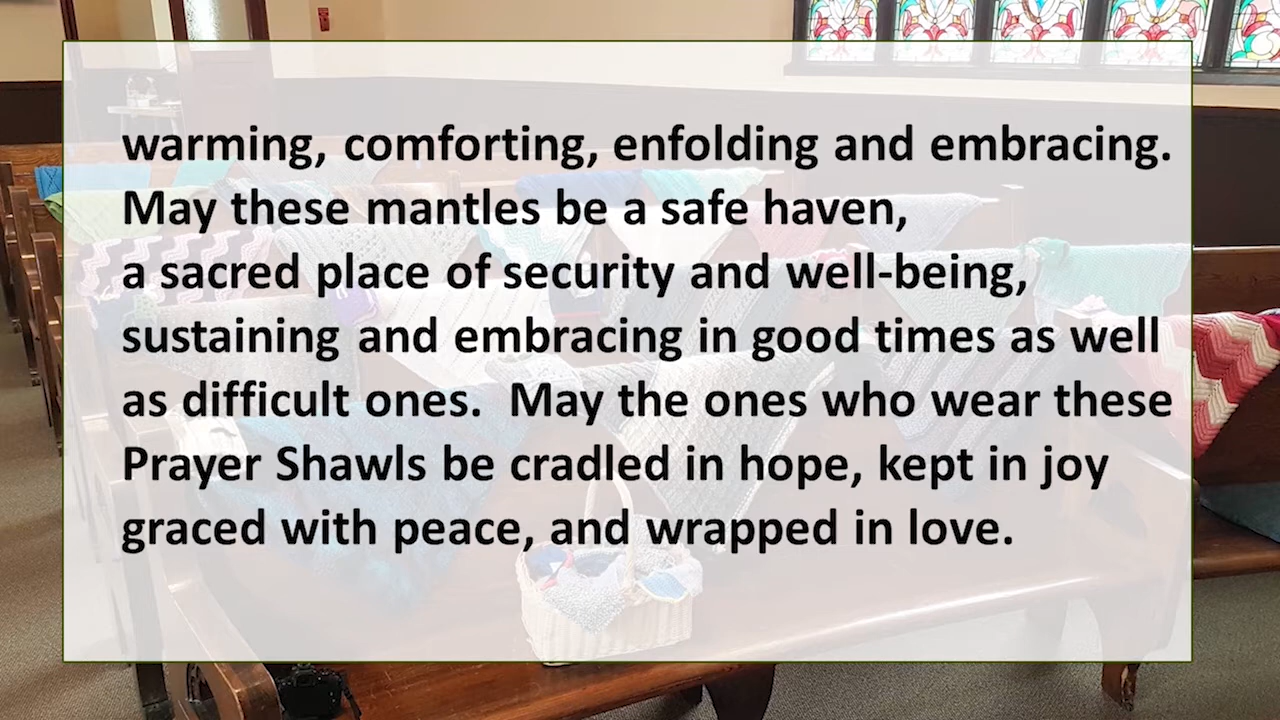 warming, comforting, enfolding and embracing.
May these mantles be a safe haven,
a sacred place of security and well-being,
sustaining and embracing in good times as well
as difficult ones.  May the ones who wear these
Prayer Shawls be cradled in hope, kept in joy
graced with peace, and wrapped in love.